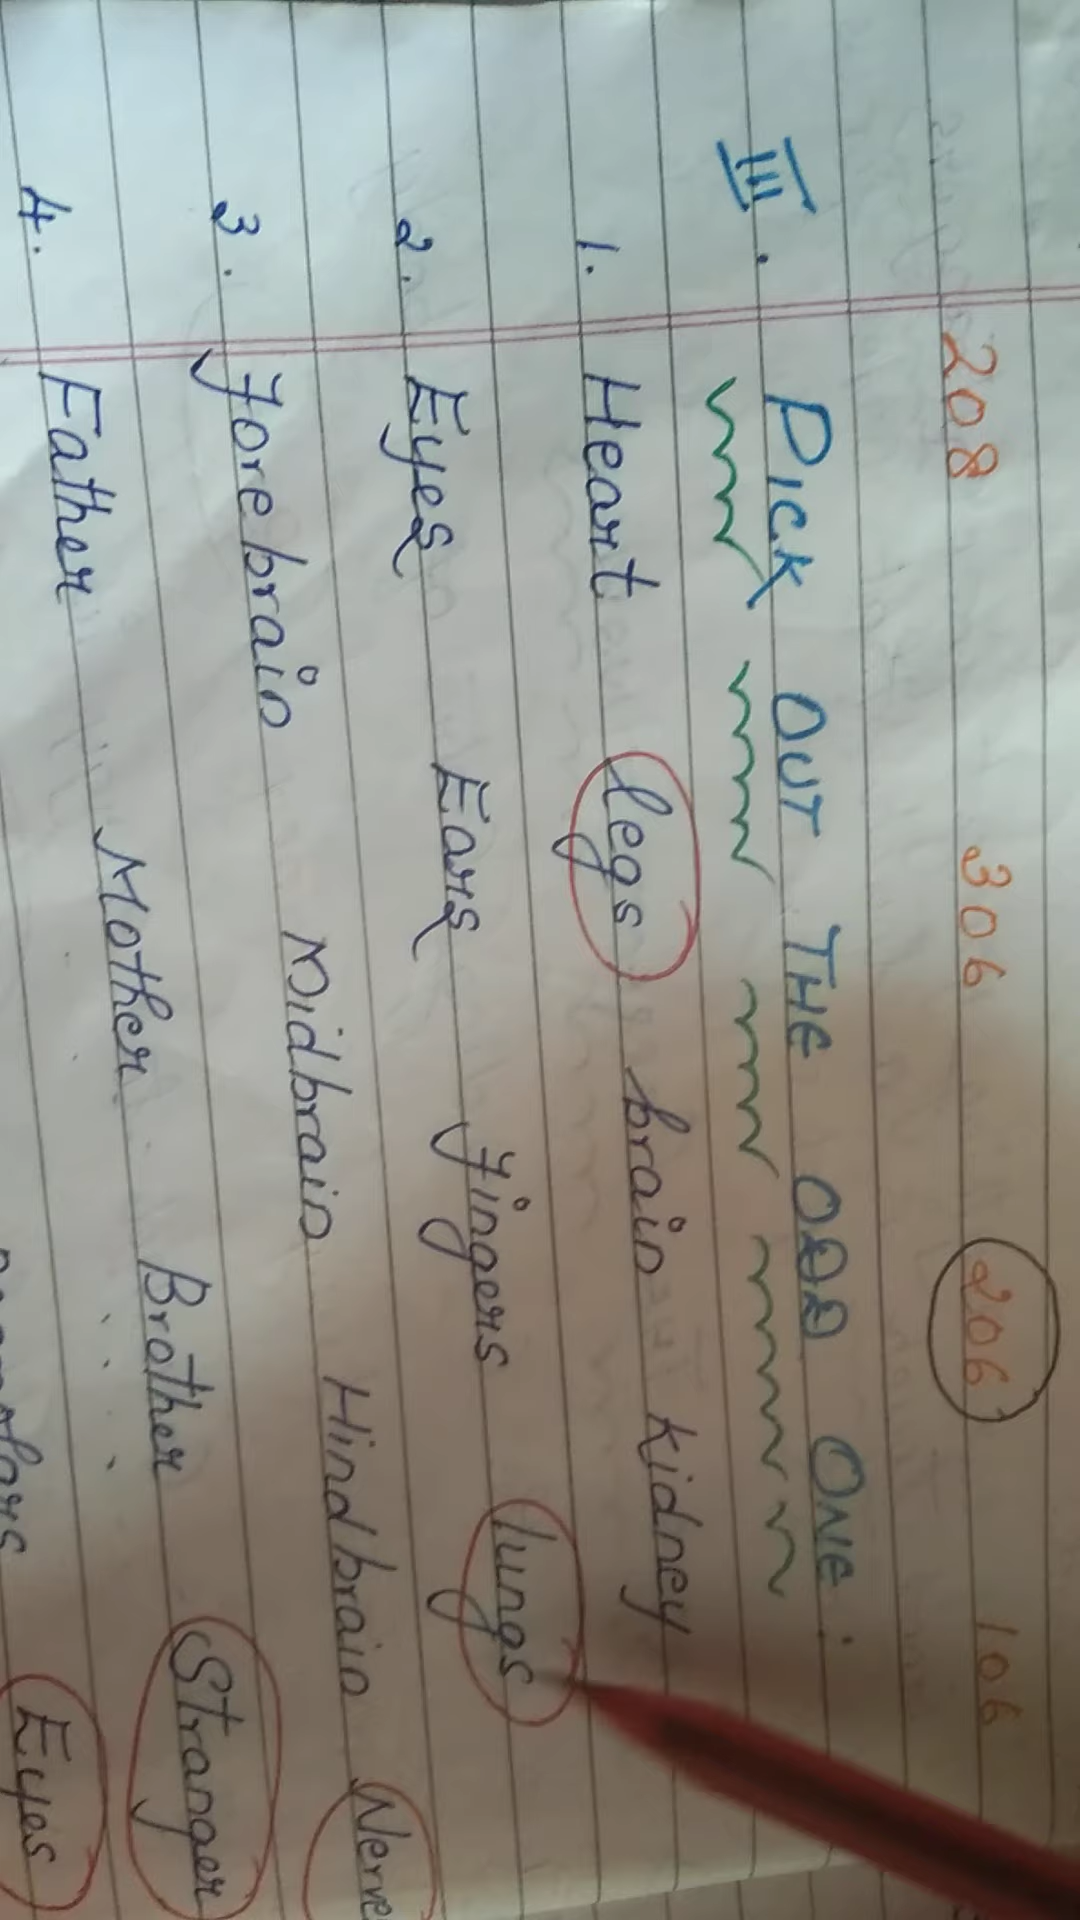 208 306 206 106
III. PICK OUT THE ODD ONE:
1. Heart legs brain kidney
2. Eyes Ears Fingers lungs
3. Forebrain Midbrain Hindbrain Nerve
4. Father Mother Brother Stranger
Eyes